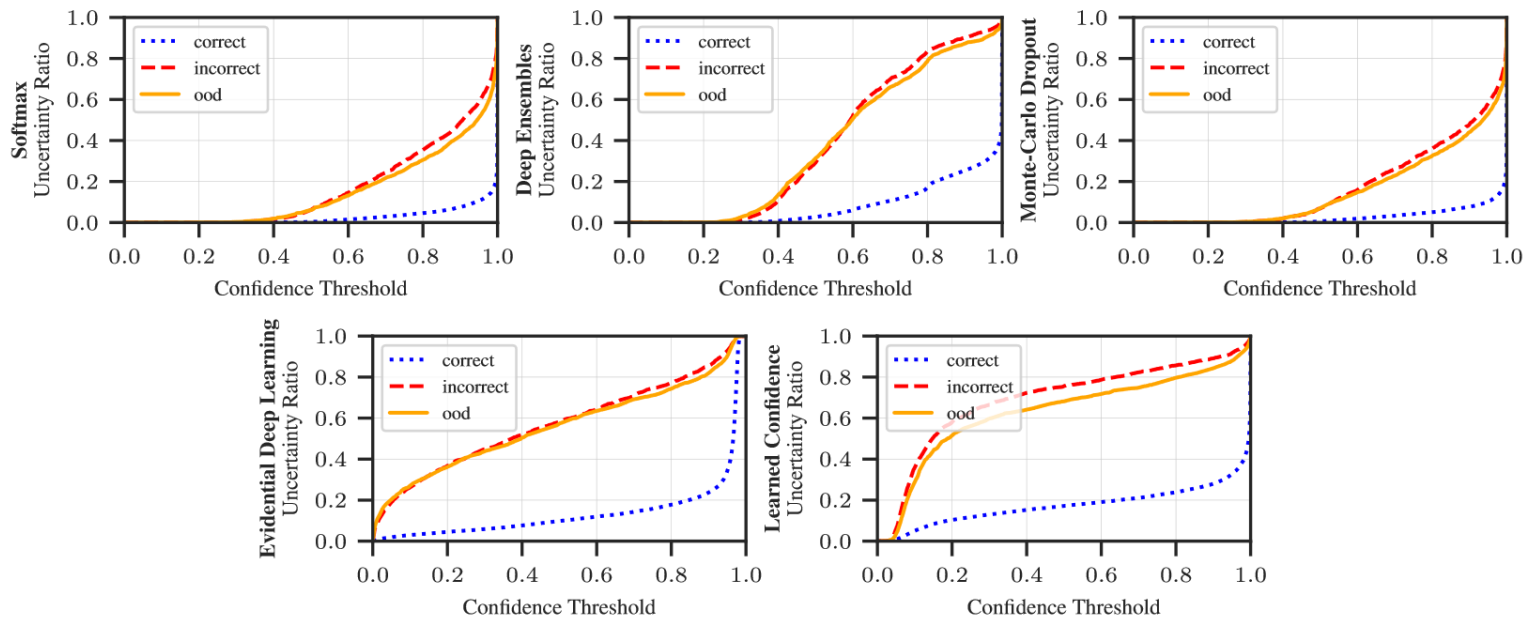 Softmax
Uncertainty Ratio
1.0
0.8
0.6
0.4
0.2
0.0
correct
incorrect
ood
0.0 0.2 0.4 0.6 0.8 1.0
Confidence Threshold
Deep Ensembles
Uncertainty Ratio
1.0
0.8
0.6
0.4
0.2
0.0
correct
incorrect
ood
0.0 0.2 0.4 0.6 0.8 1.0
Confidence Threshold
Monte-Carlo Dropout
Uncertainty Ratio
1.0
0.8
0.6
0.4
0.2
0.0
correct
incorrect
ood
0.0 0.2 0.4 0.6 0.8 1.0
Confidence Threshold
Evidential Deep Learning
Uncertainty Ratio
1.0
0.8
0.6
0.4
0.2
0.0
correct
incorrect
ood
0.0 0.2 0.4 0.6 0.8 1.0
Confidence Threshold
Learned Confidence
Uncertainty Ratio
1.0
0.8
0.6
0.4
0.2
0.0
correct
incorrect
ood
0.0 0.2 0.4 0.6 0.8 1.0
Confidence Threshold